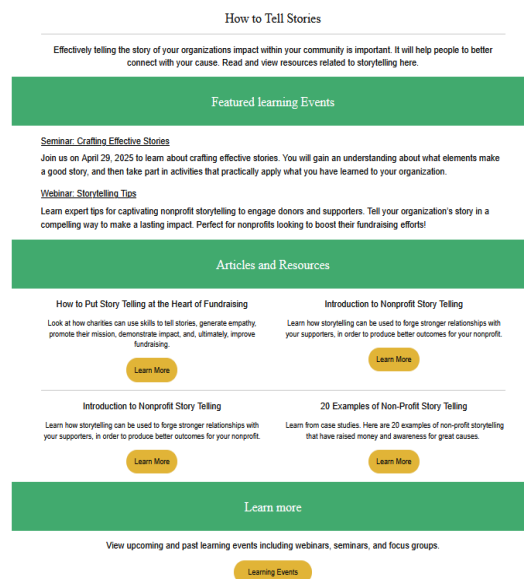 How to Tell Stories
Effectively telling the story of your organizations impact within your community is important. It will help people to better
connect with your cause. Read and view resources related to storytelling here.
Featured learning Events
Seminar: Crafting Effective Stories
Join us on April 29, 2025 to learn about crafting effective stories. You will gain an understanding about what elements make
a good story, and then take part in activities that practically apply what you have learned to your organization.
Webinar: Storytelling Tips
Learn expert tips for captivating nonprofit storytelling to engage donors and supporters. Tell your organization's story in a
compelling way to make a lasting impact. Perfect for nonprofits looking to boost their fundraising efforts!
Articles and Resources
How to Put Story Telling at the Heart of Fundraising
Look at how charities can use skills to tell stories, generate empathy,
promote their mission, demonstrate impact, and, ultimately, improve
fundraising.
Learn More
Introduction to Nonprofit Story Telling
Learn how storytelling can be used to forge stronger relationships with
your supporters, in order to produce better outcomes for your nonprofit.
Learn More
Introduction to Nonprofit Story Telling
Learn how storytelling can be used to forge stronger relationships with
your supporters, in order to produce better outcomes for your nonprofit.
Learn More
20 Examples of Non-Profit Story Telling
Learn from case studies. Here are 20 examples of non-profit storytelling
that have raised money and awareness for great causes.
Learn More
Learn more
View upcoming and past learning events including webinars, seminars, and focus groups.
Learning Events